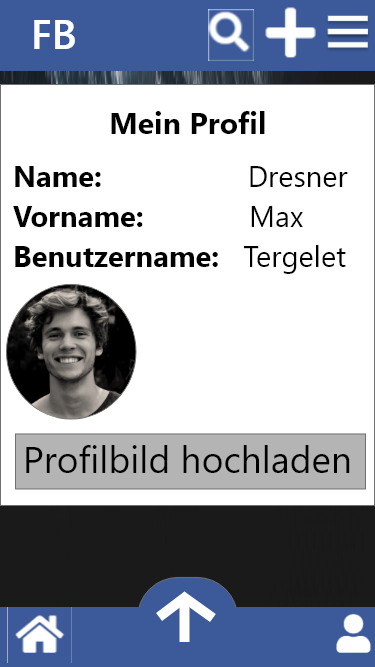 FB
Mein Profil
Name: Dresner
Vorname: Max
Benutzername: Tergelet
Profilbild hochladen